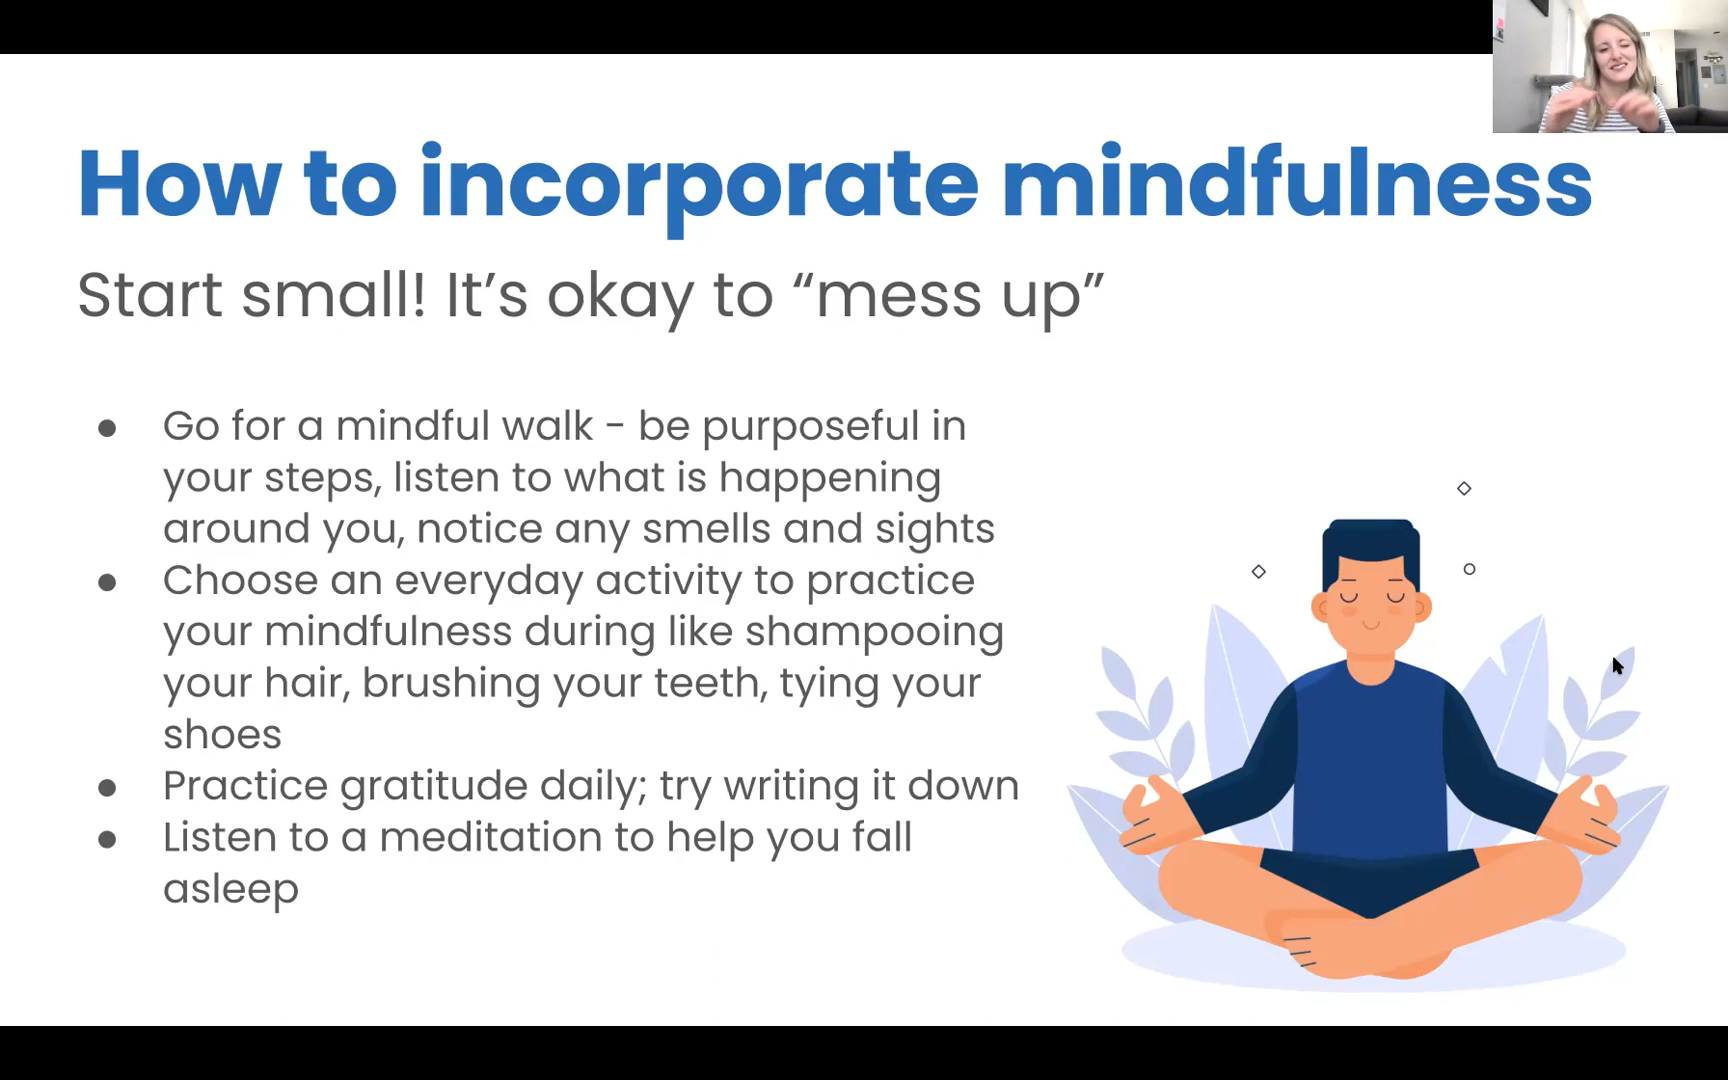 How to incorporate mindfulness
Start small! It’s okay to “mess up”
● Go for a mindful walk - be purposeful in
your steps, listen to what is happening
around you, notice any smells and sights
● Choose an everyday activity to practice
your mindfulness during like shampooing
your hair, brushing your teeth, tying your
shoes
● Practice gratitude daily; try writing it down
● Listen to a meditation to help you fall
asleep